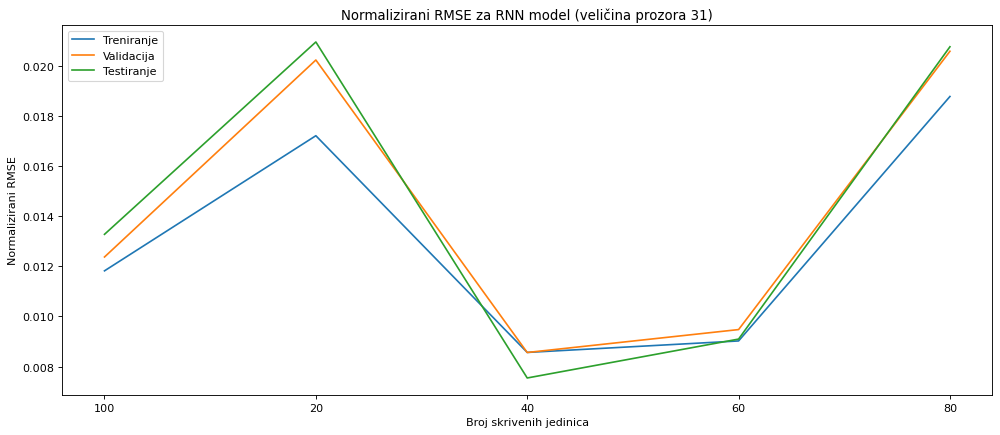 Normalizirani RMSE za RNN model (veličina prozora 31)
Treniranje
Validacija
Testiranje
Normalizirani RMSE
0.020
0.018
0.016
0.014
0.012
0.010
0.008
100
20
40
60
80
Broj skrivenih jedinica